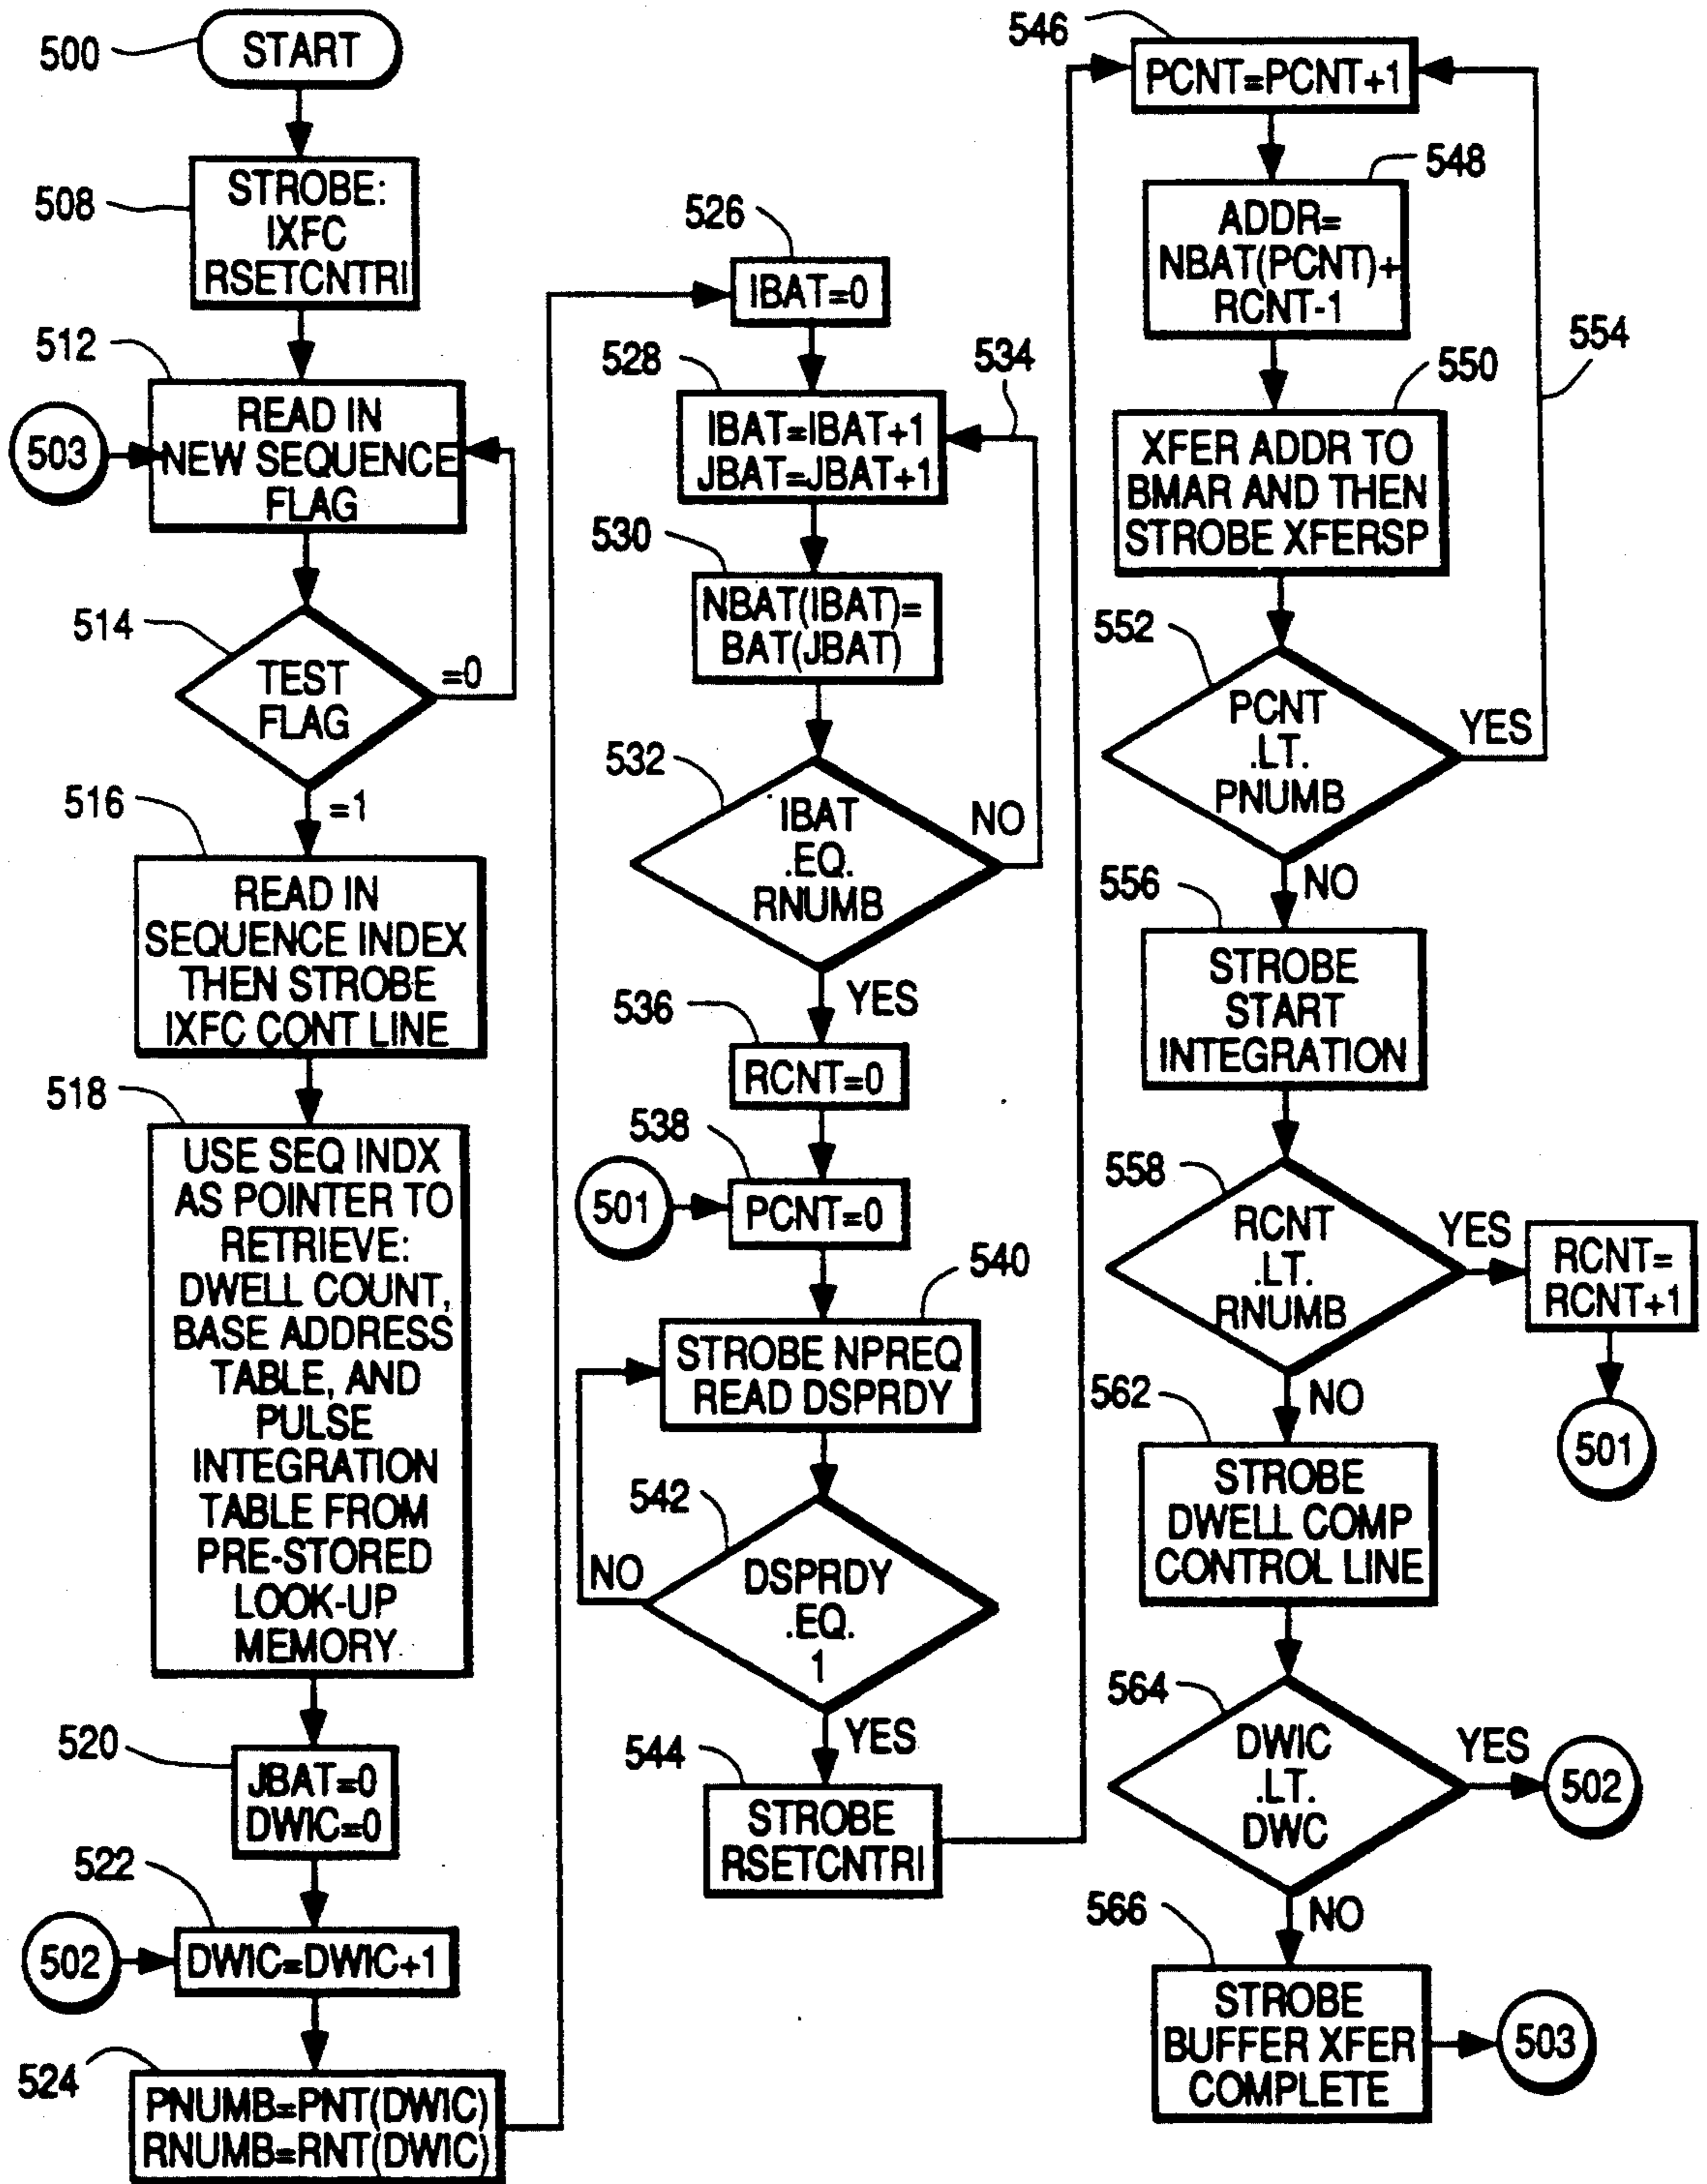 500
START
508
STROBE:
IXFC
RSETCNTRI
512
503
READ IN
NEW SEQUENCE
FLAG
514
TEST
FLAG
=0
=1
516
READ IN
SEQUENCE INDEX
THEN STROBE
IXFC CONT LINE
518
USE SEQ INDX
AS POINTER TO
RETRIEVE:
DWELL COUNT,
BASE ADDRESS
TABLE, AND
PULSE
INTEGRATION
TABLE FROM
PRE-STORED
LOOK-UP
MEMORY
520
JBAT=0
DWIC=0
522
502
DWIC=DWIC+1
524
PNUMB=PNT(DWIC)
RNUMB=RNT(DWIC)
526
IBAT=0
528
534
IBAT=IBAT+1
JBAT=JBAT+1
530
NBAT(IBAT)=
BAT(JBAT)
532
IBAT
.EQ.
RNUMB
NO
YES
536
RCNT=0
538
501
PCNT=0
540
STROBE NPREQ
READ DSPRDY
542
NO
DSPRDY
.EQ.
1
YES
544
STROBE
RSETCNTRI
546
PCNT=PCNT+1
548
ADDR=
NBAT(PCNT)+
RCNT-1
554
550
XFER ADDR TO
BMAR AND THEN
STROBE XFERSP
552
PCNT
.LT.
PNUMB
YES
NO
556
STROBE
START
INTEGRATION
558
RCNT
.LT.
RNUMB
YES
RCNT=
RCNT+1
501
NO
562
STROBE
DWELL COMP
CONTROL LINE
564
DWIC
.LT.
DWC
YES
502
NO
566
STROBE
BUFFER XFER
COMPLETE
503